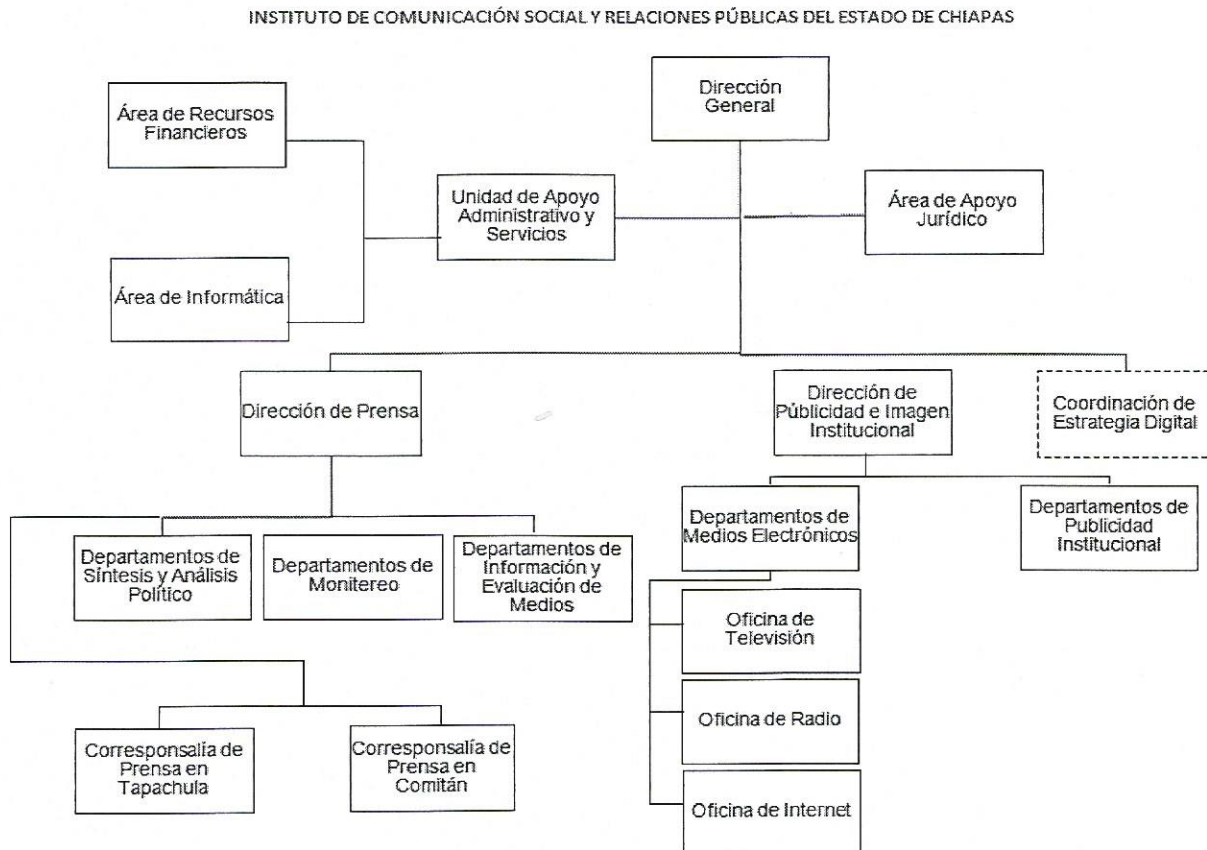 INSTITUTO DE COMUNICACIÓN SOCIAL Y RELACIONES PÚBLICAS DEL ESTADO DE CHIAPAS
Dirección
General
Área de Recursos
Financieros
Unidad de Apoyo
Administrativo y
Servicios
Área de Apoyo
Jurídico
Área de Informática
Dirección de Prensa
Dirección de
Públicidad e Imagen
Institucional
Coordinación de
Estrategia Digital
Departamentos de
Síntesis y Análisis
Político
Departamentos de
Monitereo
Departamentos de
Información y
Evaluación de
Medios
Departamentos de
Medios Electrónicos
Departamentos de
Publicidad
Institucional
Oficina de
Televisión
Oficina de Radio
Oficina de Internet
Corresponsalía de
Prensa en
Tapachula
Corresponsalía de
Prensa en
Comitán